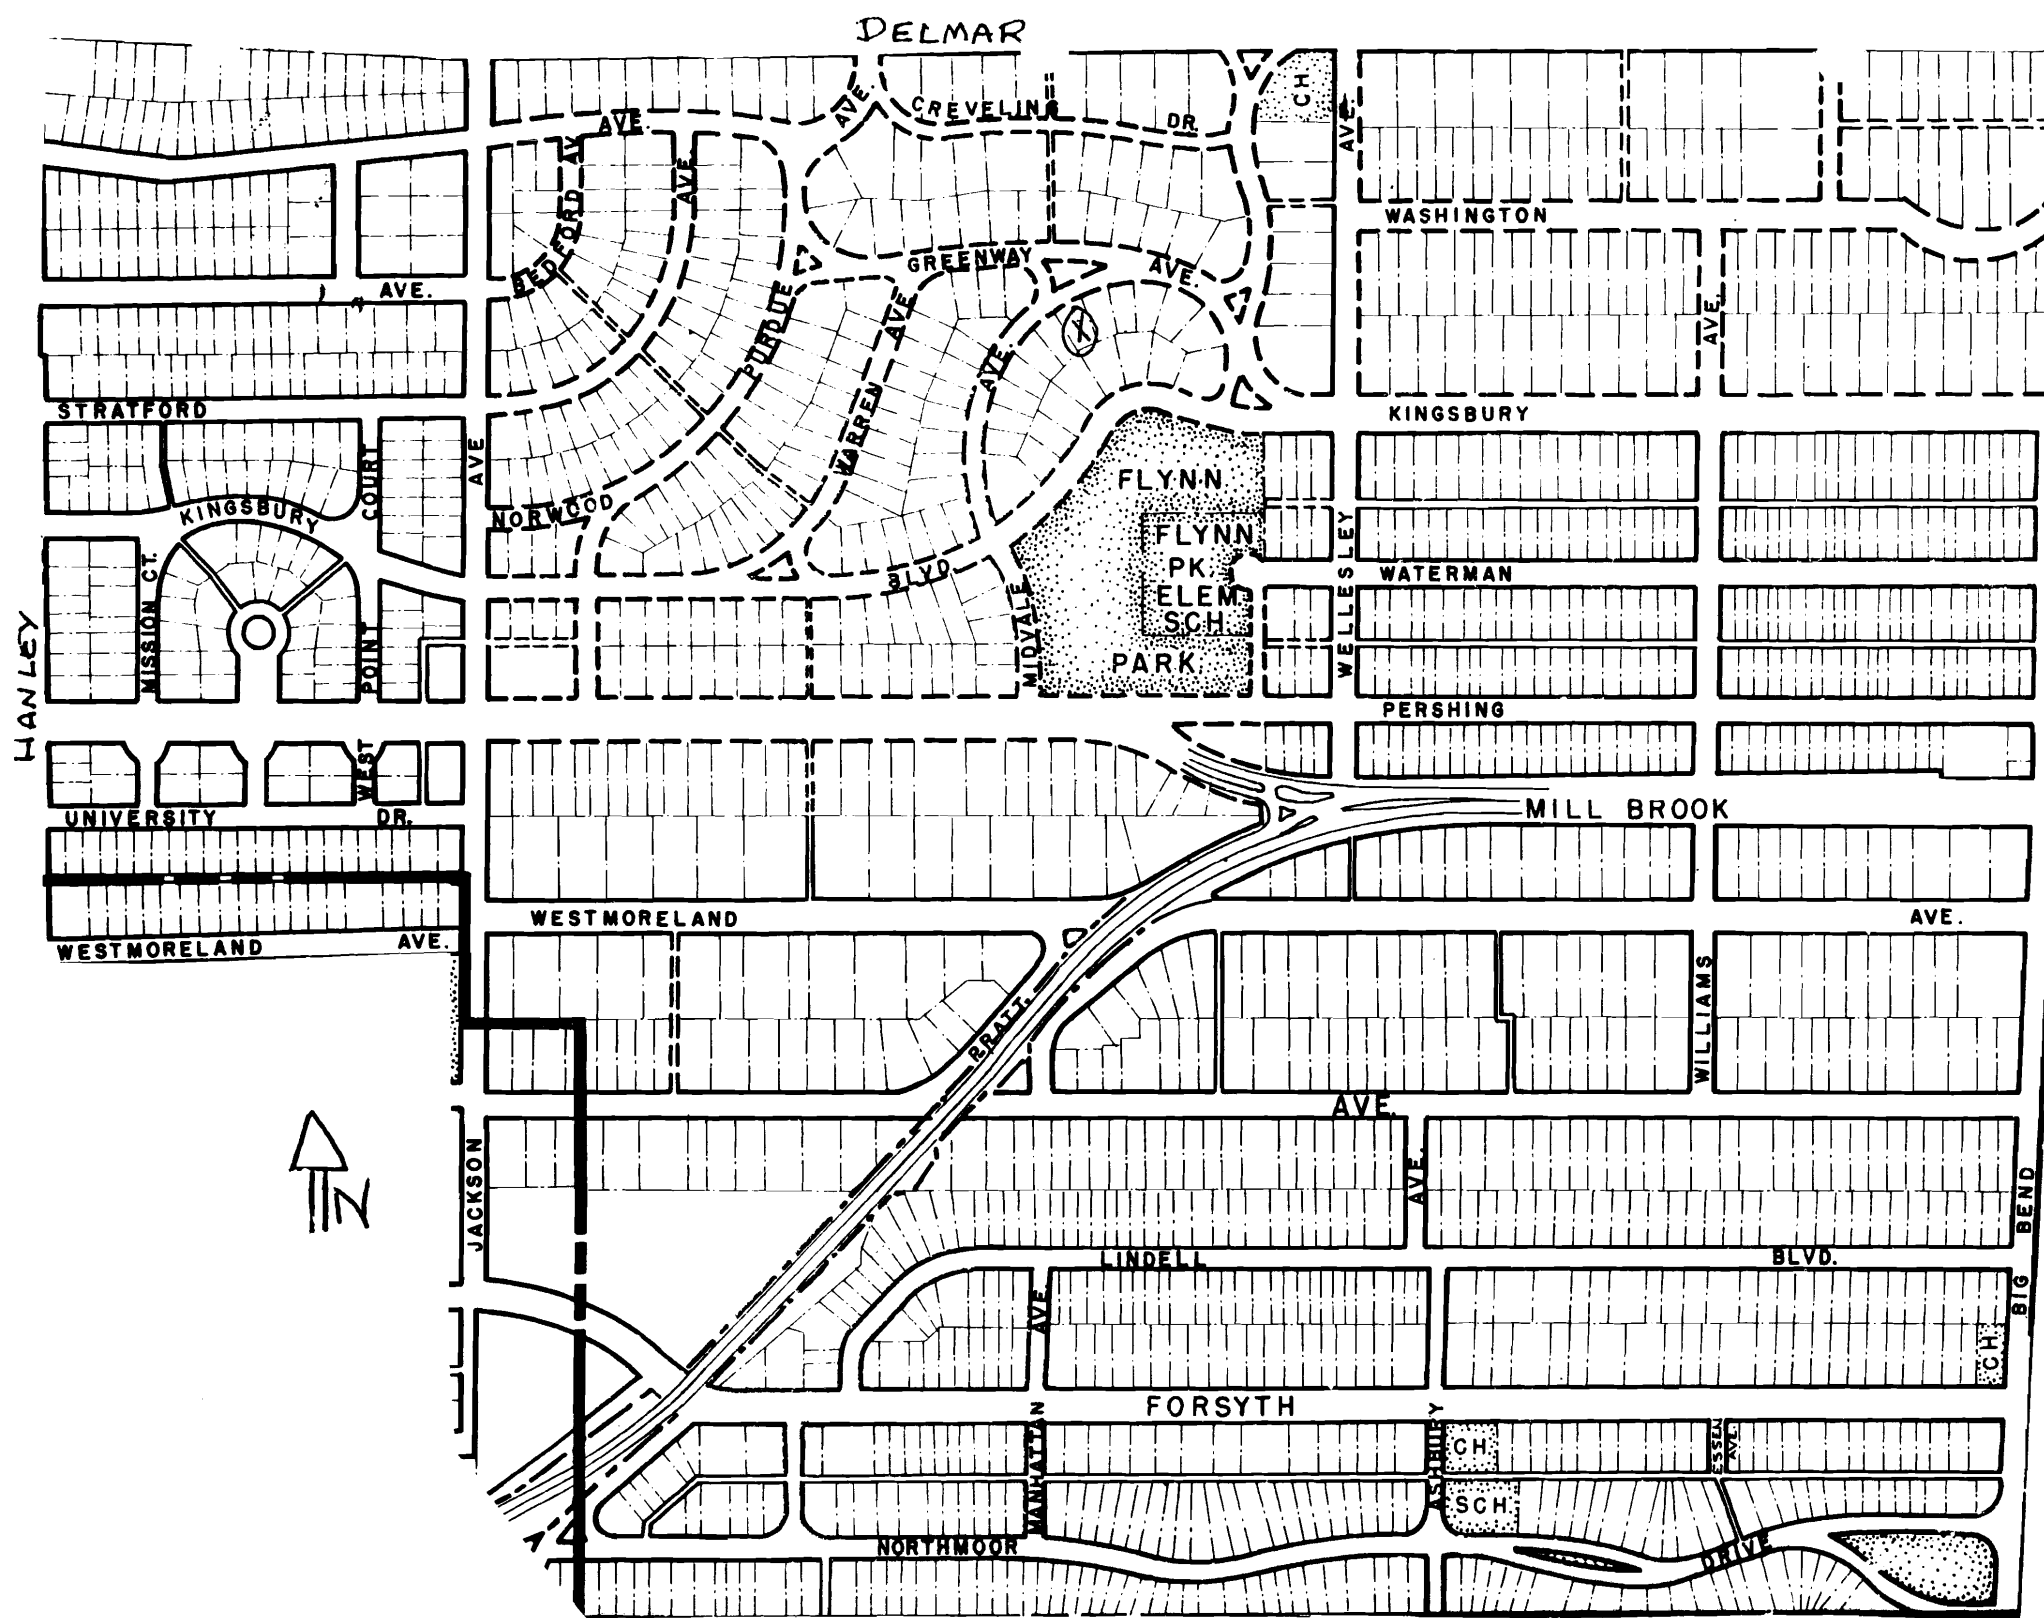 DELMAR
CREVELING
DR.
AVE.
AVE.
CH
AVE.
BEDFORD AV.
AVE.
WASHINGTON
GREENWAY
AVE.
AVE.
PURDUE
WARREN AVE
AVE.
AVE.
STRATFORD
KINGSBURY
COURT
AVE
KINGSBURY
NORWOOD
FLYNN
FLYNN
PK.
ELEM.
SCH.
PARK
WELLESLEY
WATERMAN
BLVD.
MIDVALE
MISSION CT.
POINT
WEST
HANLEY
PERSHING
UNIVERSITY
DR.
MILL BROOK
WESTMORELAND
AVE.
WESTMORELAND
AVE.
WILLIAMS
PRATT
AVE.
N
JACKSON
AVE.
BIG BEND
LINDELL
BLVD.
AVE.
CH
FORSYTH
MANHATTAN
ASHBURY
CH
ESSEN AVE.
SCH
NORTHMOOR
DRIVE